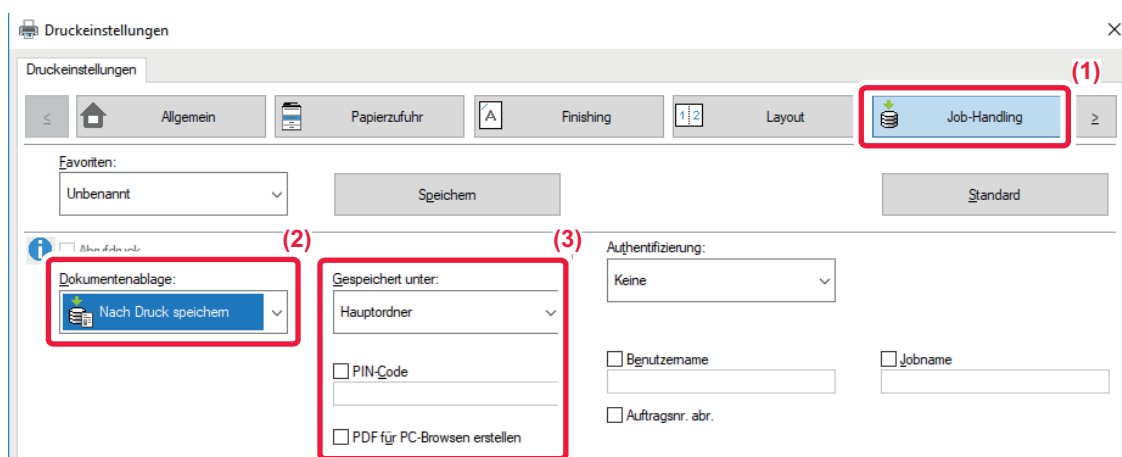 Druckeinstellungen
Druckeinstellungen
(1)
< Allgemein Papierzufuhr A Finishing 1 2 Layout Job-Handling >
Favoriten:
Unbenannt Speichern Standard
(2) (3)
Abrufdruck Authentifizierung:
Dokumentenablage: Gespeichert unter: Keine
Nach Druck speichern Hauptordner
PIN-Code Benutzername Jobname
Auftragsnr. abr.
PDF für PC-Browsen erstellen